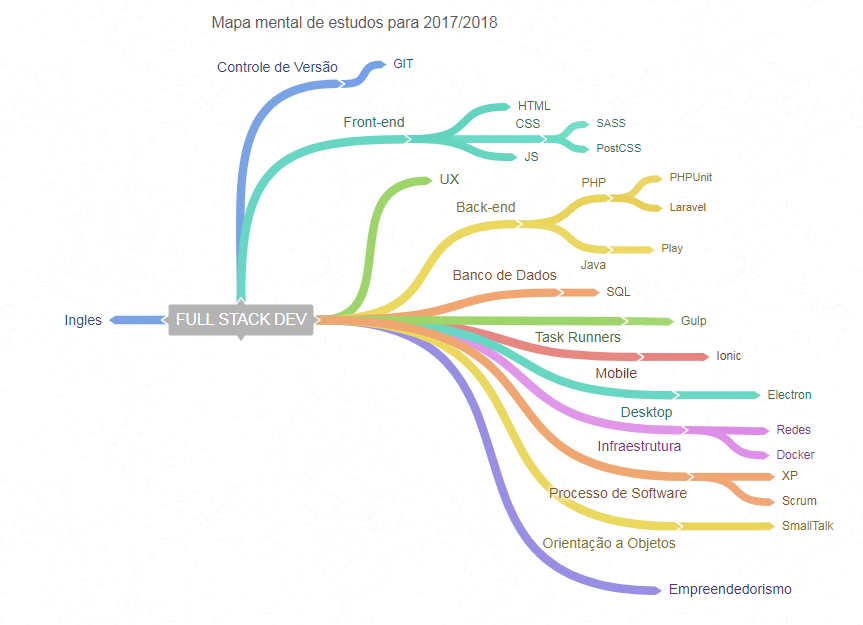 Mapa mental de estudos para 2017/2018
Controle de Versão
GIT
Front-end
HTML
CSS
SASS
PostCSS
JS
UX
Back-end
PHP
PHPUnit
Laravel
Java
Play
Banco de Dados
SQL
Ingles
FULL STACK DEV
Task Runners
Gulp
Mobile
Ionic
Desktop
Electron
Infraestrutura
Redes
Docker
Processo de Software
XP
Scrum
Orientação a Objetos
SmallTalk
Empreendedorismo